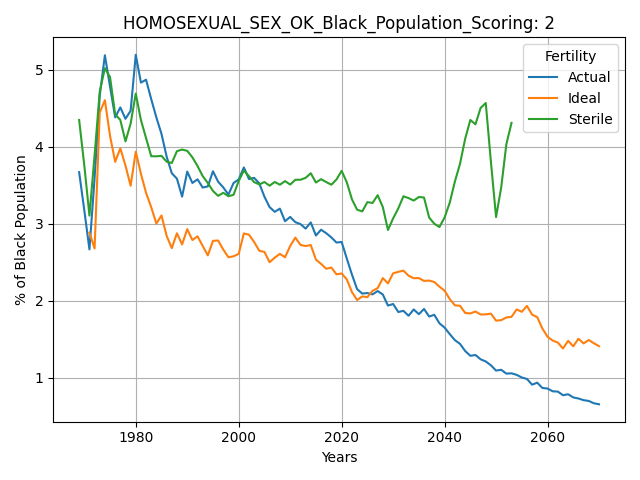 HOMOSEXUAL_SEX_OK_Black_Population_Scoring: 2
Fertility
Actual
Ideal
Sterile
% of Black Population
5
4
3
2
1
1980 2000 2020 2040 2060
Years